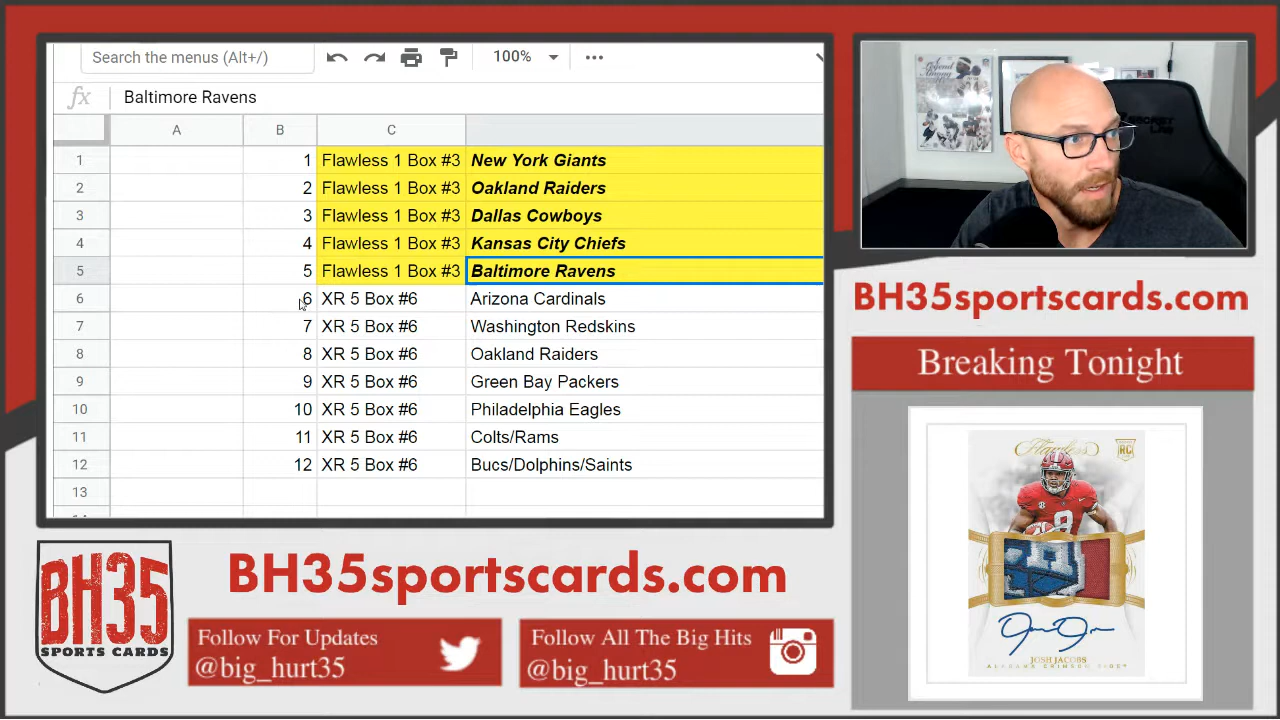 Search the menus (Alt+/)
100%
fx Baltimore Ravens
A B C
1 1 Flawless 1 Box #3 New York Giants
2 2 Flawless 1 Box #3 Oakland Raiders
3 3 Flawless 1 Box #3 Dallas Cowboys
4 4 Flawless 1 Box #3 Kansas City Chiefs
5 5 Flawless 1 Box #3 Baltimore Ravens
6 6 XR 5 Box #6 Arizona Cardinals
7 7 XR 5 Box #6 Washington Redskins
8 8 XR 5 Box #6 Oakland Raiders
9 9 XR 5 Box #6 Green Bay Packers
10 10 XR 5 Box #6 Philadelphia Eagles
11 11 XR 5 Box #6 Colts/Rams
12 12 XR 5 Box #6 Bucs/Dolphins/Saints
13
BH35sportscards.com
Breaking Tonight
Flawless
RC
8
JOSH JACOBS
ALABAMA CRIMSON TIDE
BH35
SPORTS CARDS
BH35sportscards.com
Follow For Updates
@big_hurt35
Follow All The Big Hits
@big_hurt35